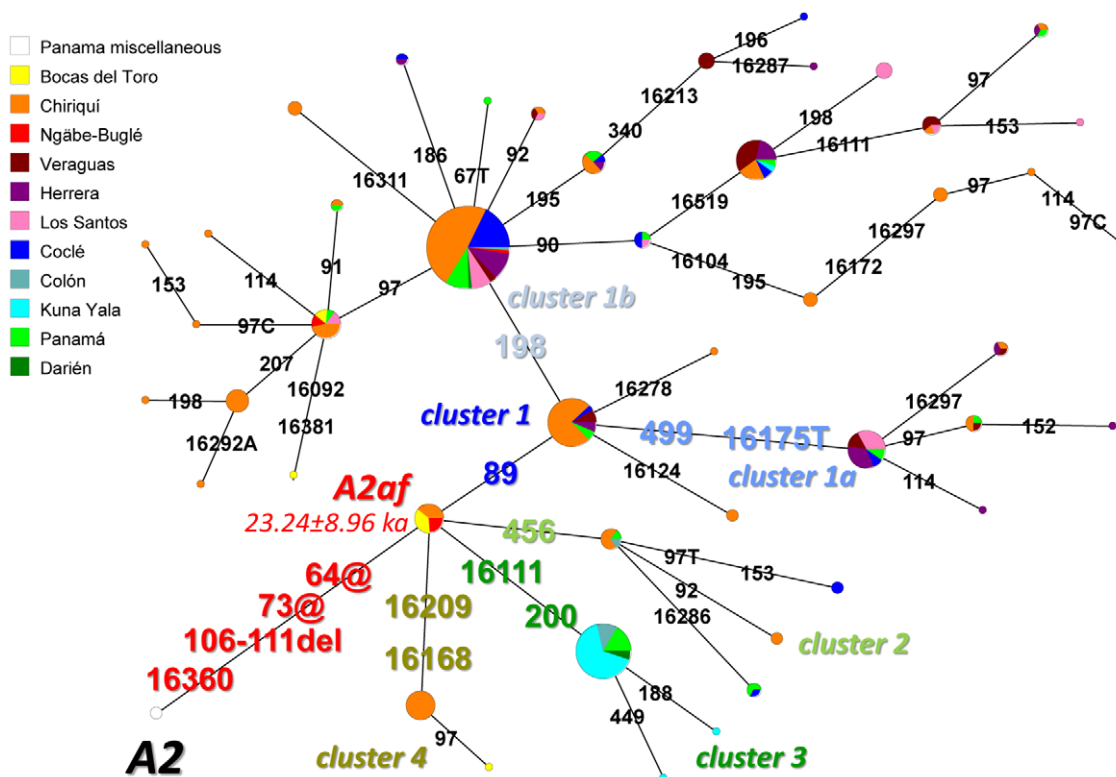 Panama miscellaneous
Bocas del Toro
Chiriquí
Ngäbe-Buglé
Veraguas
Herrera
Los Santos
Coclé
Colón
Kuna Yala
Panamá
Darién
196
16287
16213
340
195
92
67T
186
16311
198
97
16111
153
16519
90
16104
195
16172
16297
97
114
97C
91
114
153
97
97C
207
16092
16381
198
16292A
cluster 1b
198
cluster 1
16278
499
16175T
cluster 1a
16124
16297
97
152
114
89
A2af
23.24±8.96 ka
456
97T
153
92
16286
cluster 2
16111
200
188
449
cluster 3
16209
16168
97
cluster 4
64@
73@
106-111del
16360
A2